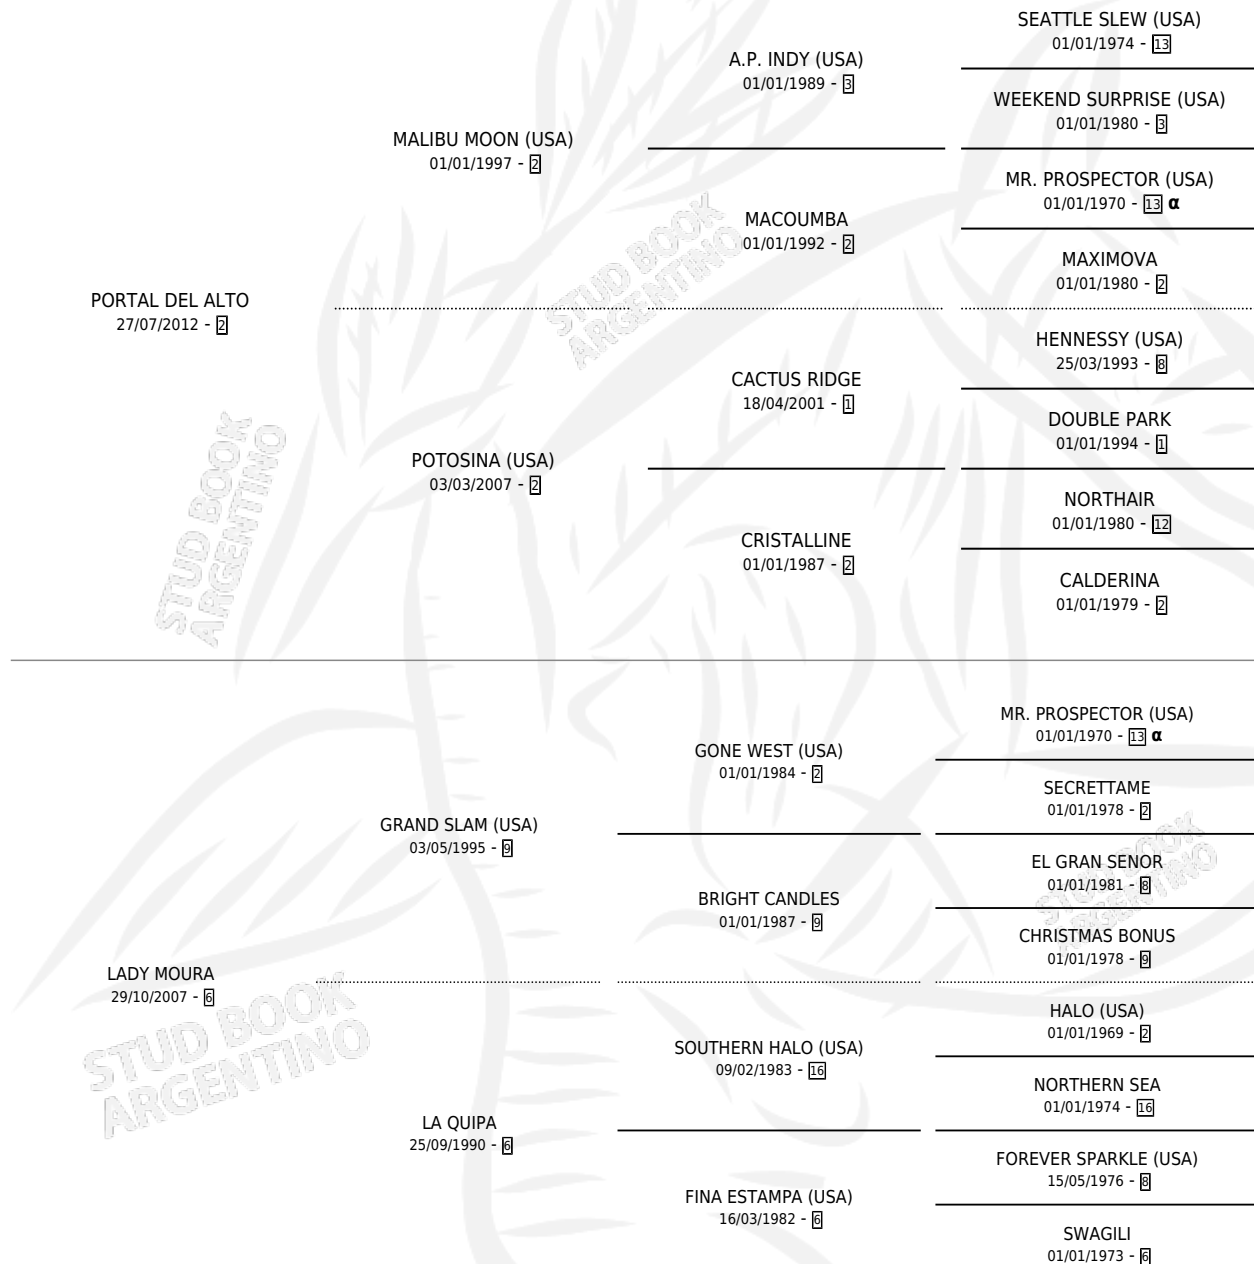 SEATTLE SLEW (USA)
01/01/1974 - 13
A.P. INDY (USA)
01/01/1989 - 3
WEEKEND SURPRISE (USA)
01/01/1980 - 3
MALIBU MOON (USA)
01/01/1997 - 2
MR. PROSPECTOR (USA)
01/01/1970 - 13 α
MACOUMBA
01/01/1992 - 2
MAXIMOVA
01/01/1980 - 2
PORTAL DEL ALTO
27/07/2012 - 2
HENNESSY (USA)
25/03/1993 - 8
CACTUS RIDGE
18/04/2001 - 1
DOUBLE PARK
01/01/1994 - 1
POTOSINA (USA)
03/03/2007 - 2
NORTHAIR
01/01/1980 - 12
CRISTALLINE
01/01/1987 - 2
CALDERINA
01/01/1979 - 2
MR. PROSPECTOR (USA)
01/01/1970 - 13 α
GONE WEST (USA)
01/01/1984 - 2
SECRETTAME
01/01/1978 - 2
GRAND SLAM (USA)
03/05/1995 - 9
EL GRAN SENOR
01/01/1981 - 8
BRIGHT CANDLES
01/01/1987 - 9
CHRISTMAS BONUS
01/01/1978 - 9
LADY MOURA
29/10/2007 - 6
HALO (USA)
01/01/1969 - 2
SOUTHERN HALO (USA)
09/02/1983 - 16
NORTHERN SEA
01/01/1974 - 16
LA QUIPA
25/09/1990 - 6
FOREVER SPARKLE (USA)
15/05/1976 - 8
FINA ESTAMPA (USA)
16/03/1982 - 6
SWAGILI
01/01/1973 - 6
STUD BOOK
ARGENTINO
STUD BOOK
ARGENTINO
STUD BOOK
ARGENTINO
STUD BOOK
ARGENTINO